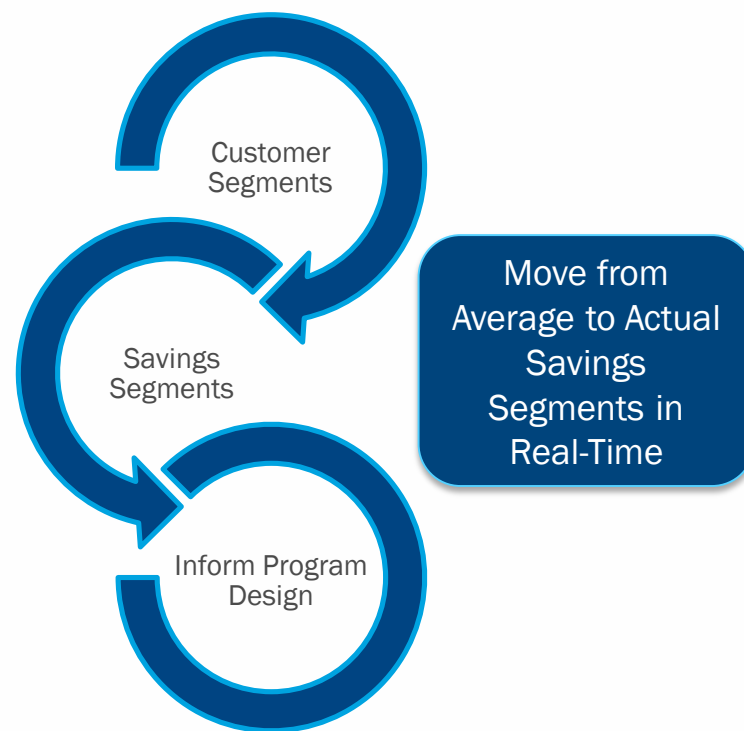 Customer
Segments
Savings
Segments
Inform Program
Design
Move from
Average to Actual
Savings
Segments in
Real-Time